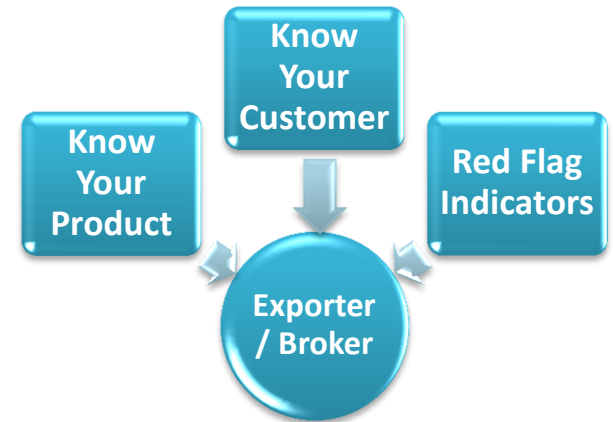 Know
Your
Customer
Know
Your
Product
Red Flag
Indicators
Exporter
/ Broker